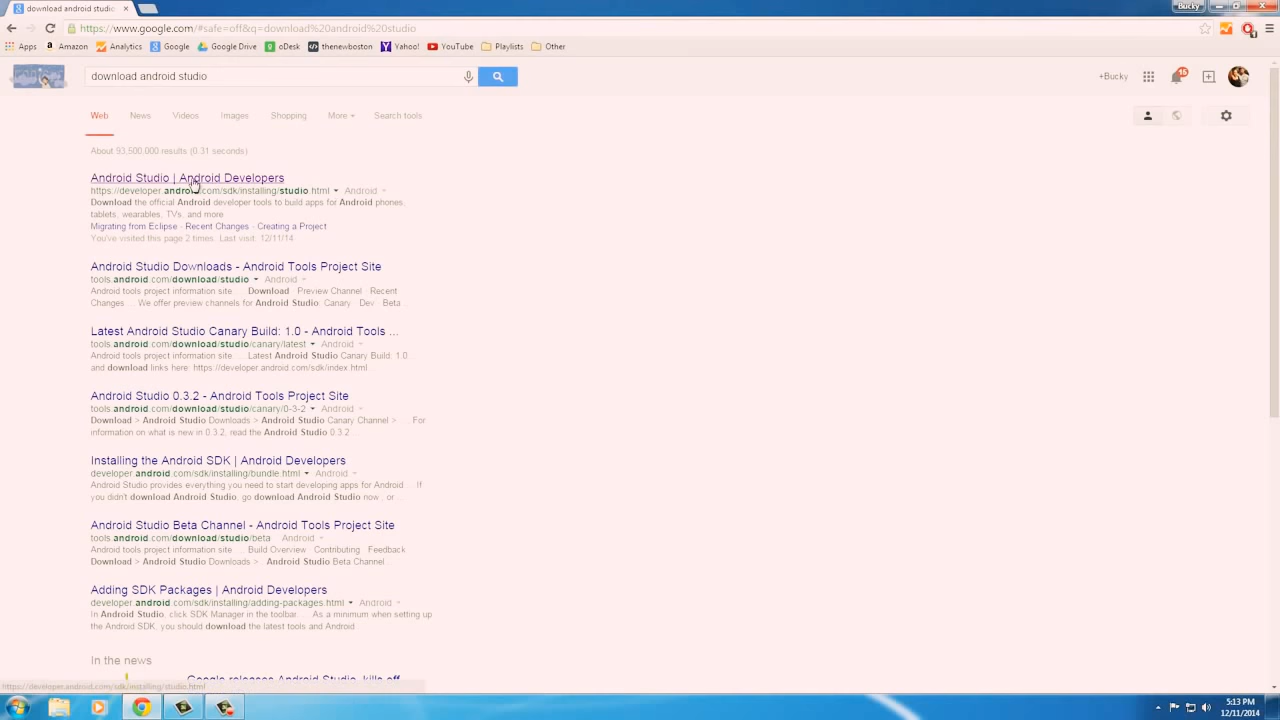 download android studio
Bucky
https://www.google.com/#safe=off&q=download%20android%20studio
Apps Amazon Analytics Google Google Drive oDesk thenewboston Yahoo! YouTube Playlists Other
download android studio
+Bucky
15
Web News Videos Images Shopping More Search tools
About 93,500,000 results (0.31 seconds)
Android Studio | Android Developers
https://developer.android.com/sdk/installing/studio.html Android
Download the official Android developer tools to build apps for Android phones,
tablets, wearables, TVs, and more
Migrating from Eclipse - Recent Changes - Creating a Project
You've visited this page 2 times. Last visit: 12/11/14
Android Studio Downloads - Android Tools Project Site
tools.android.com/download/studio Android
Android tools project information site ... Download Preview Channel Recent
Changes ... We offer preview channels for Android Studio: Canary Dev Beta
Latest Android Studio Canary Build: 1.0 - Android Tools ...
tools.android.com/download/studio/canary/latest Android
Android tools project information site ... Latest Android Studio Canary Build: 1.0...
and download links here: https://developer.android.com/sdk/index.html...
Android Studio 0.3.2 - Android Tools Project Site
tools.android.com/download/studio/canary/0-3-2 Android
Download > Android Studio Downloads > Android Studio Canary Channel > ... For
information on what is new in 0.3.2, read the Android Studio 0.3.2 ...
Installing the Android SDK | Android Developers
developer.android.com/sdk/installing/bundle.html Android
Android Studio provides everything you need to start developing apps for Android ... If
you didn't download Android Studio, go download Android Studio now , or ...
Android Studio Beta Channel - Android Tools Project Site
tools.android.com/download/studio/beta Android
Android tools project information site ... Build Overview Contributing Feedback
Download > Android Studio Downloads > Android Studio Beta Channel...
Adding SDK Packages | Android Developers
developer.android.com/sdk/installing/adding-packages.html Android
In Android Studio, click SDK Manager in the toolbar. ... As a minimum when setting up
the Android SDK, you should download the latest tools and Android
In the news
Google releases Android Studio, kills off
https://developer.android.com/sdk/installing/studio.html
5:13 PM
12/11/2014